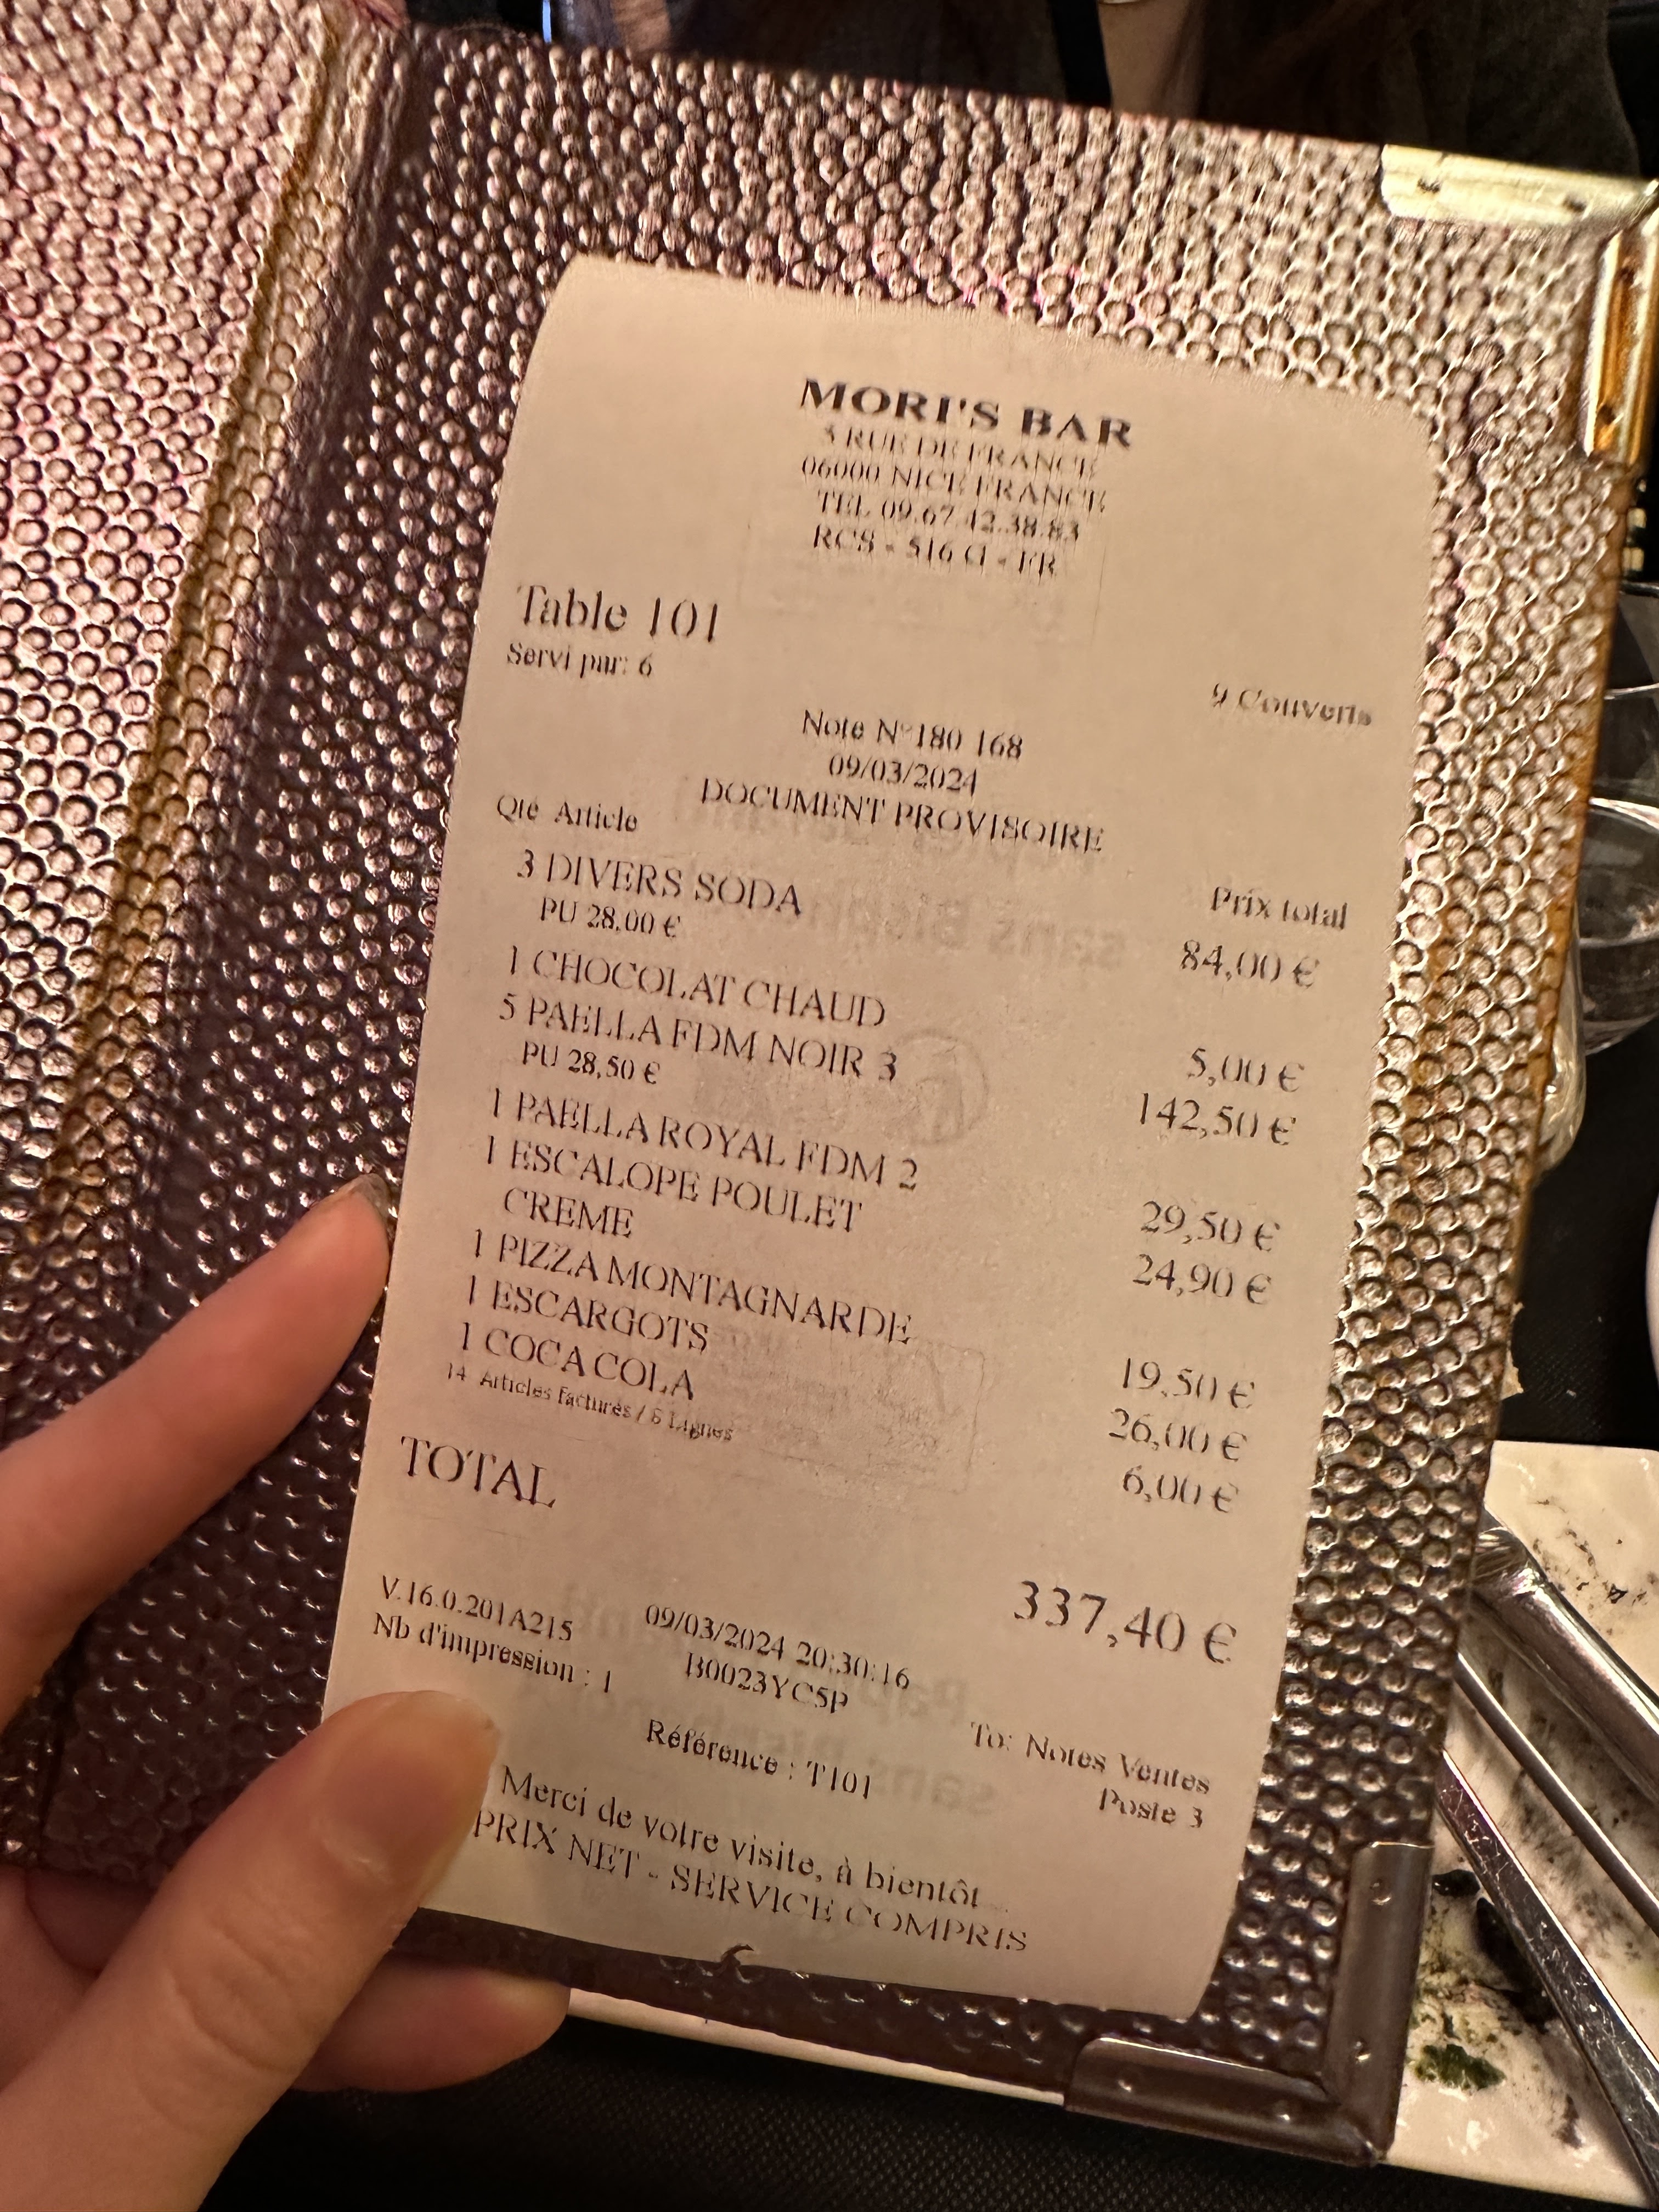 MORI'S BAR
5 RUE DE FRANCE
06000 NICE FRANCE
TEL 09.67.42.38.83
RCS - 516 CI - FR
Table 101
Servi par: 6
9 Couverts
Note N°180 168
09/03/2024
DOCUMENT PROVISOIRE
Qté Article Prix total
3 DIVERS SODA 84,00 €
PU 28,00 €
1 CHOCOLAT CHAUD 5,00 €
5 PAELLA FDM NOIR 3 142,50 €
PU 28,50 €
1 PAELLA ROYAL FDM 2 29,50 €
1 ESCALOPE POULET 24,90 €
CREME
1 PIZZA MONTAGNARDE 19,50 €
1 ESCARGOTS 26,00 €
1 COCA COLA 6,00 €
14 Articles facturés / 8 Lignes
TOTAL 337,40 €
V.16.0.201A215 09/03/2024 20:30:16 To: Notes Ventes
Nb d'impression : 1 B0023YC5P Poste 3
Référence : T101
Merci de votre visite, à bientôt...
PRIX NET - SERVICE COMPRIS